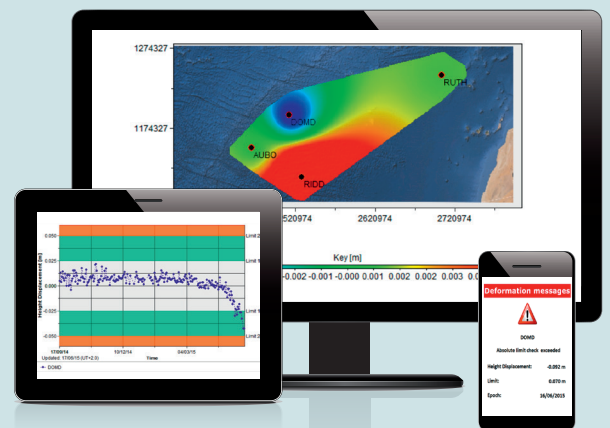 1274327
RUTH
DOMD
1174327
AUBO
RIDD
520974 2620974 2720974
Key [m]
-0.002 -0.001 -0.000 0.001 0.002 0.002 0.003
0.050 Limit 2
0.025 Limit 1
0.000
-0.025 Limit 1
-0.050 Limit 2
Height Displacement [m]
17/09/14 10/12/14 04/03/15
Updated: 17/06/15 (UT+2.0) Times
DOMD
Deformation messages
DOMD
Absolute limit check exceeded
Height Displacement: -0.092 m
Limit: 0.070 m
Epoch: 16/06/2015